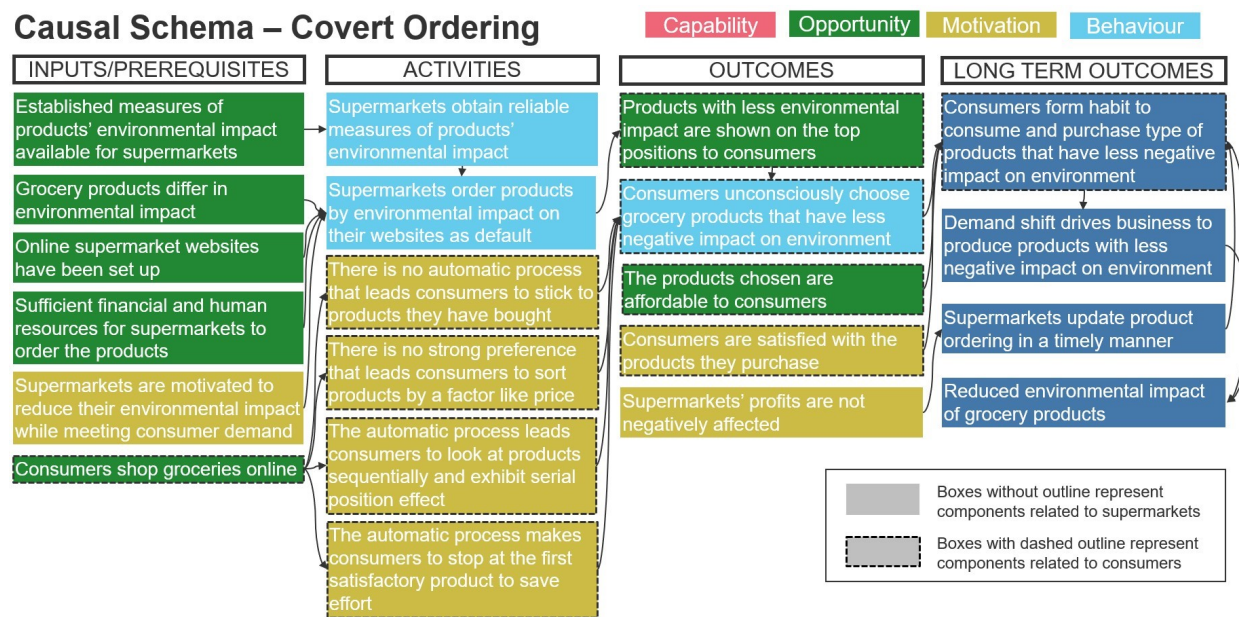 Causal Schema – Covert Ordering
Capability
Opportunity
Motivation
Behaviour
INPUTS/PREREQUISITES
Established measures of
products' environmental impact
available for supermarkets
Grocery products differ in
environmental impact
Online supermarket websites
have been set up
Sufficient financial and human
resources for supermarkets to
order the products
Supermarkets are motivated to
reduce their environmental impact
while meeting consumer demand
Consumers shop groceries online
ACTIVITIES
Supermarkets obtain reliable
measures of products'
environmental impact
Supermarkets order products
by environmental impact on
their websites as default
There is no automatic process
that leads consumers to stick to
products they have bought
There is no strong preference
that leads consumers to sort
products by a factor like price
The automatic process leads
consumers to look at products
sequentially and exhibit serial
position effect
The automatic process makes
consumers to stop at the first
satisfactory product to save
effort
OUTCOMES
Products with less environmental
impact are shown on the top
positions to consumers
Consumers unconsciously choose
grocery products that have less
negative impact on environment
The products chosen are
affordable to consumers
Consumers are satisfied with the
products they purchase
Supermarkets' profits are not
negatively affected
LONG TERM OUTCOMES
Consumers form habit to
consume and purchase type of
products that have less negative
impact on environment
Demand shift drives business to
produce products with less
negative impact on environment
Supermarkets update product
ordering in a timely manner
Reduced environmental impact
of grocery products
Boxes without outline represent
components related to supermarkets
Boxes with dashed outline represent
components related to consumers